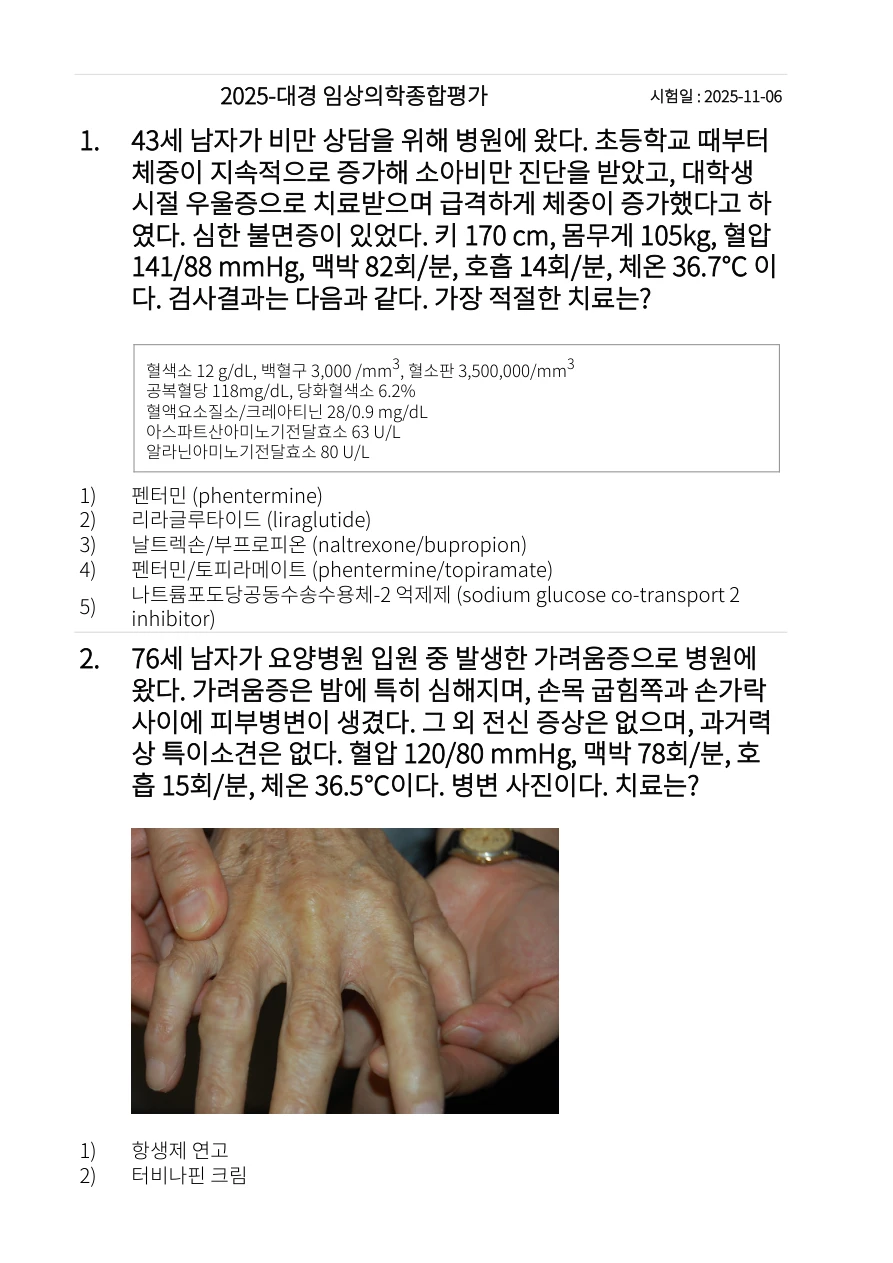 2025-대경 임상의학종합평가
시험일 : 2025-11-06
1. 43세 남자가 비만 상담을 위해 병원에 왔다. 초등학교 때부터
체중이 지속적으로 증가해 소아비만 진단을 받았고, 대학생
시절 우울증으로 치료받으며 급격하게 체중이 증가했다고 하
였다. 심한 불면증이 있었다. 키 170 cm, 몸무게 105kg, 혈압
141/88 mmHg, 맥박 82회/분, 호흡 14회/분, 체온 36.7°C 이
다. 검사결과는 다음과 같다. 가장 적절한 치료는?
혈색소 12 g/dL, 백혈구 3,000 /mm³, 혈소판 3,500,000/mm³
공복혈당 118mg/dL, 당화혈색소 6.2%
혈액요소질소/크레아티닌 28/0.9 mg/dL
아스파트산아미노기전달효소 63 U/L
알라닌아미노기전달효소 80 U/L
1) 펜터민 (phentermine)
2) 리라글루타이드 (liraglutide)
3) 날트렉손/부프로피온 (naltrexone/bupropion)
4) 펜터민/토피라메이트 (phentermine/topiramate)
5) 나트륨포도당공동수송수용체-2 억제제 (sodium glucose co-transport 2
inhibitor)
2. 76세 남자가 요양병원 입원 중 발생한 가려움증으로 병원에
왔다. 가려움증은 밤에 특히 심해지며, 손목 굽힘쪽과 손가락
사이에 피부병변이 생겼다. 그 외 전신 증상은 없으며, 과거력
상 특이소견은 없다. 혈압 120/80 mmHg, 맥박 78회/분, 호
흡 15회/분, 체온 36.5°C이다. 병변 사진이다. 치료는?
1) 항생제 연고
2) 터비나핀 크림